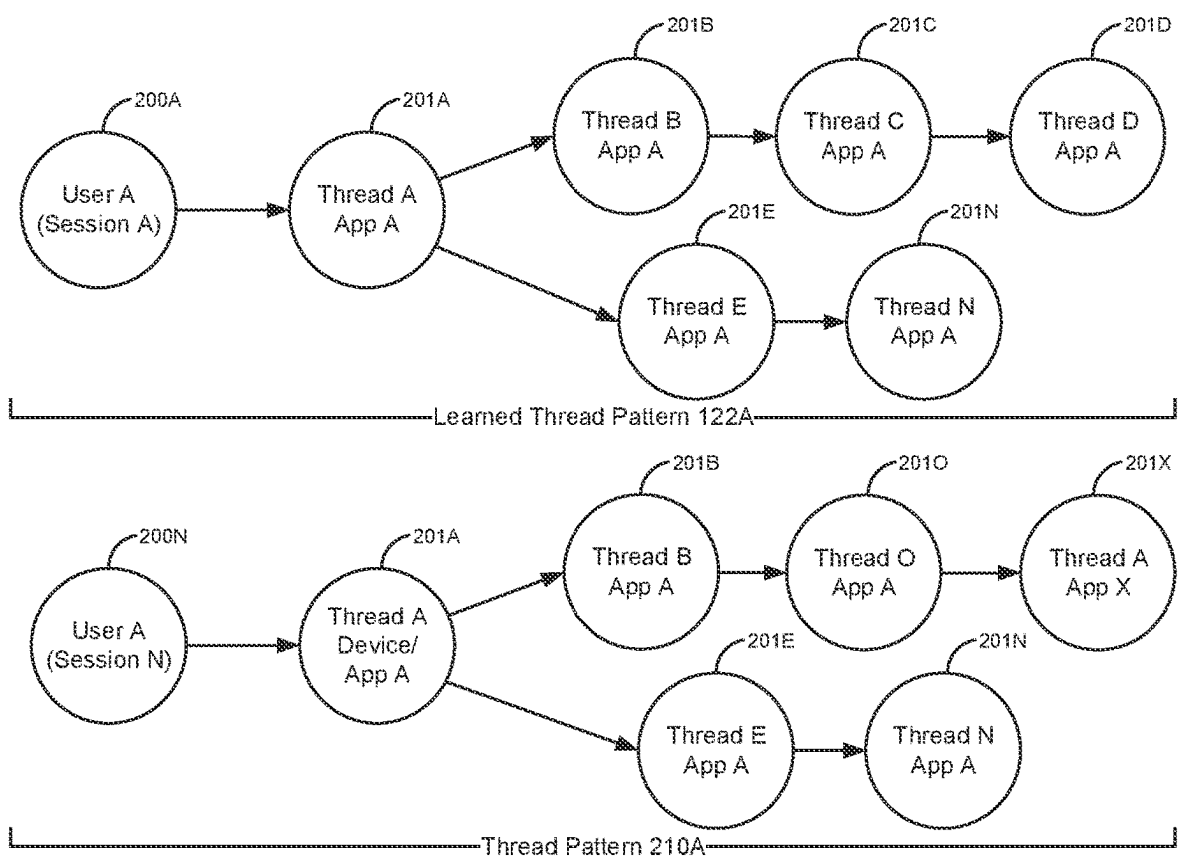 201B
201C
201D
200A
201A
Thread B
App A
Thread C
App A
Thread D
App A
User A
(Session A)
Thread A
App A
201E
201N
Thread E
App A
Thread N
App A
Learned Thread Pattern 122A
201B
201O
201X
200N
201A
Thread B
App A
Thread O
App A
Thread A
App X
User A
(Session N)
Thread A
Device/
App A
201E
201N
Thread E
App A
Thread N
App A
Thread Pattern 210A